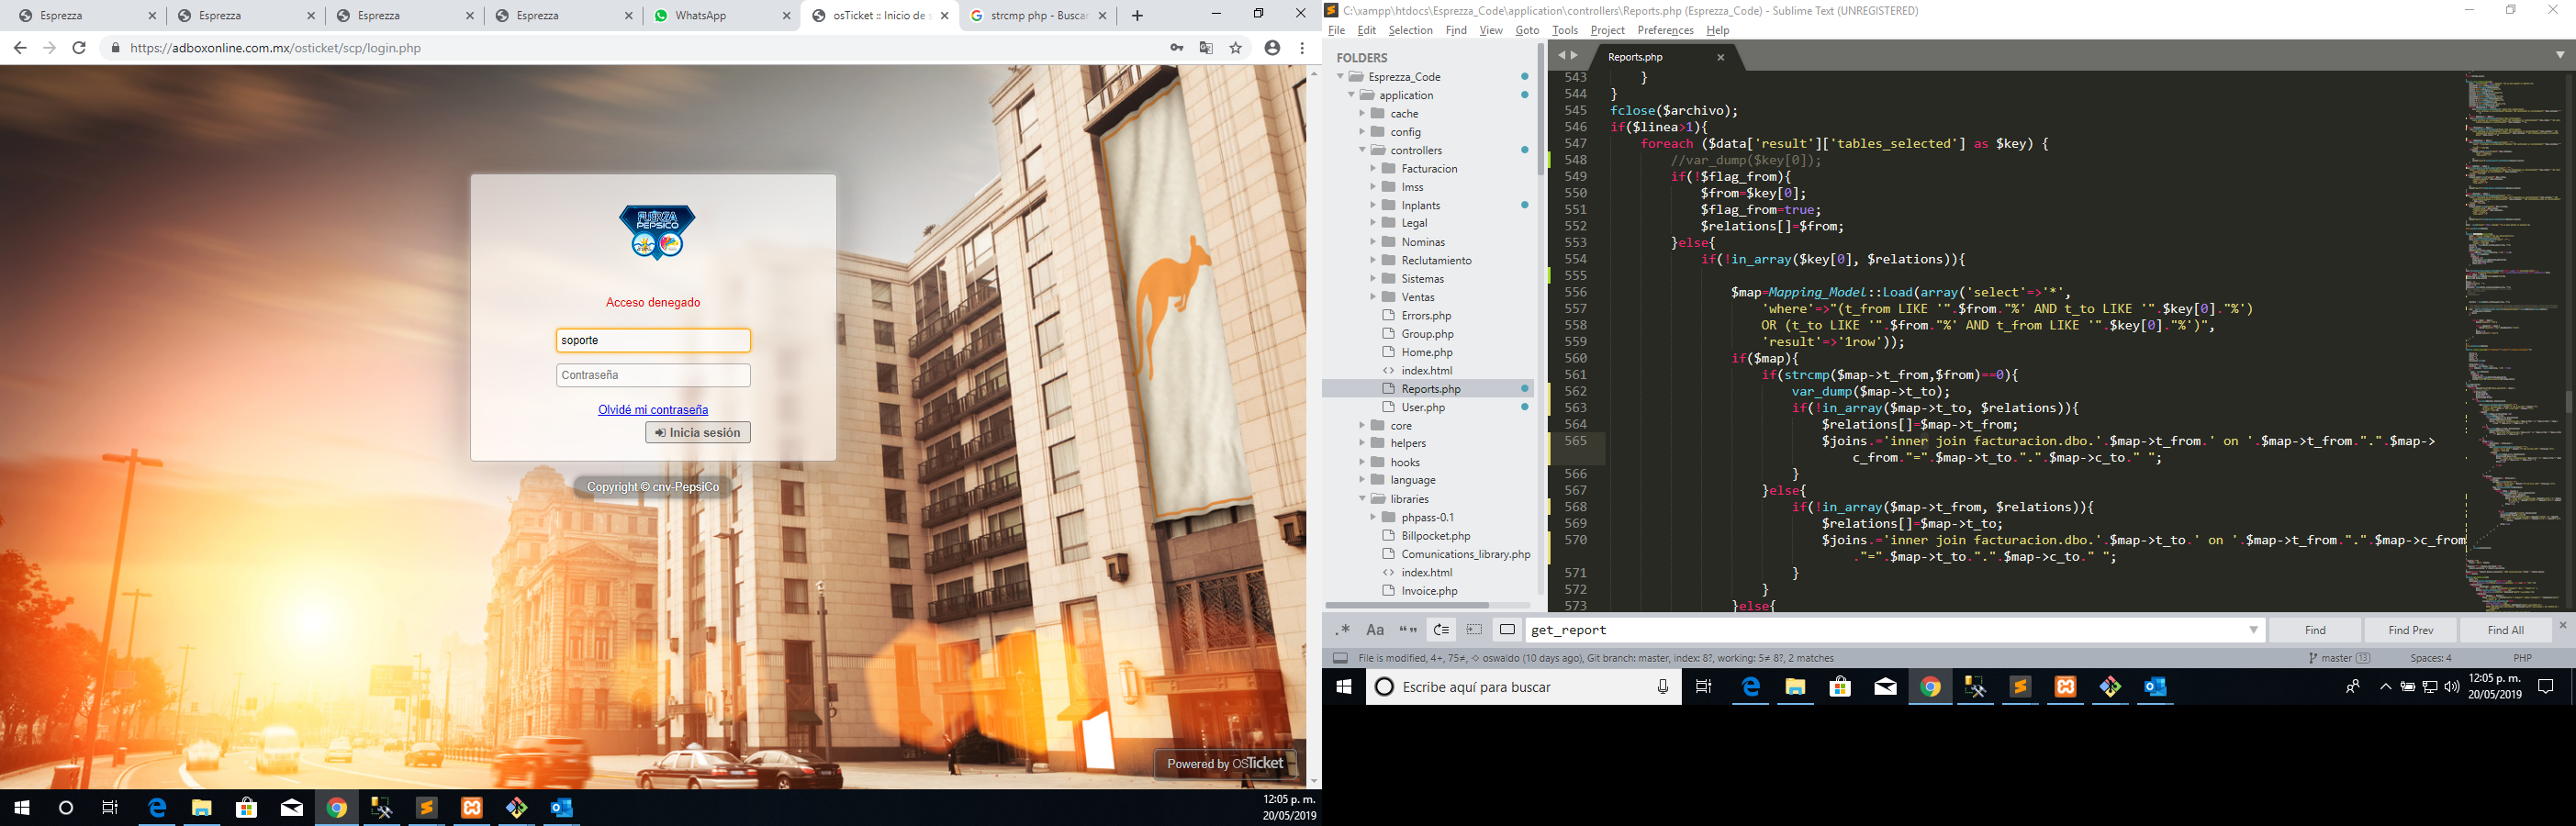 Esprezza
Esprezza
Esprezza
Esprezza
WhatsApp
osTicket :: Inicio de s
strcmp php - Buscar
https://adboxonline.com.mx/osticket/scp/login.php
FUERZA
PEPSICO
Acceso denegado
soporte
Contraseña
Olvidé mi contraseña
Inicia sesión
Copyright © cnv-PepsiCo
Powered by osTicket
12:05 p. m.
20/05/2019
C:\xampp\htdocs\Esprezza_Code\application\controllers\Reports.php (Esprezza_Code) - Sublime Text (UNREGISTERED)
File Edit Selection Find View Goto Tools Project Preferences Help
FOLDERS
Esprezza_Code
application
cache
config
controllers
Facturacion
Imss
Inplants
Legal
Nominas
Reclutamiento
Sistemas
Ventas
Errors.php
Group.php
Home.php
index.html
Reports.php
User.php
core
helpers
hooks
language
libraries
phpass-0.1
Billpocket.php
Comunications_library.php
index.html
Invoice.php
Reports.php
543 }
544 }
545 fclose($archivo);
546 if($linea>1){
547 foreach ($data['result']['tables_selected'] as $key) {
548 //var_dump($key[0]);
549 if(!$flag_from){
550 $from=$key[0];
551 $flag_from=true;
552 $relations[]=$from;
553 }else{
554 if(!in_array($key[0], $relations)){
555
556 $map=Mapping_Model::Load(array('select'=>'*',
557 'where'=>"(t_from LIKE '".$from."%' AND t_to LIKE '".$key[0]."%')
558 OR (t_to LIKE '".$from."%' AND t_from LIKE '".$key[0]."%')",
559 'result'=>'1row'));
560 if($map){
561 if(strcmp($map->t_from,$from)==0){
562 var_dump($map->t_to);
563 if(!in_array($map->t_to, $relations)){
564 $relations[]=$map->t_from;
565 $joins.='inner join facturacion.dbo.'.$map->t_from.' on '.$map->t_from.".".$map->
c_from."=".$map->t_to.".".$map->c_to." ";
566 }
567 }else{
568 if(!in_array($map->t_from, $relations)){
569 $relations[]=$map->t_to;
570 $joins.='inner join facturacion.dbo.'.$map->t_to.' on '.$map->t_from.".".$map->c_from
."=".$map->t_to.".".$map->c_to." ";
571 }
572 }
573 }else{
.* Aa “” get_report Find Find Prev Find All
File is modified, 4+, 75≠, oswaldo (10 days ago), Git branch: master, index: 8?, working: 5≠ 8?, 2 matches
master 13 Spaces: 4 PHP
Escribe aquí para buscar
12:05 p. m.
20/05/2019